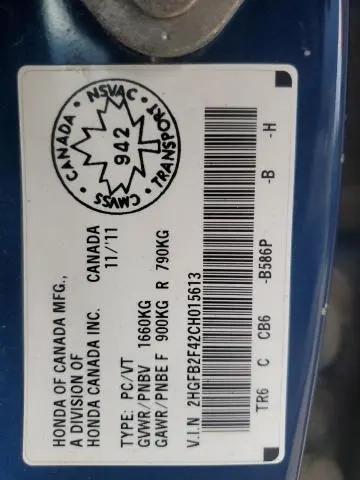 HONDA OF CANADA MFG.,
A DIVISION OF
HONDA CANADA INC. CANADA
11/'11
TYPE: PC/VT
GVWR/PNBV 1660KG
GAWR/PNBE F 900KG R 790KG
V.I.N 2HGFB2F42CH015613
TR6 C CB6 -B586P -B -H
CANADA · NSVAC · TRANSPORT · CMVSS
942